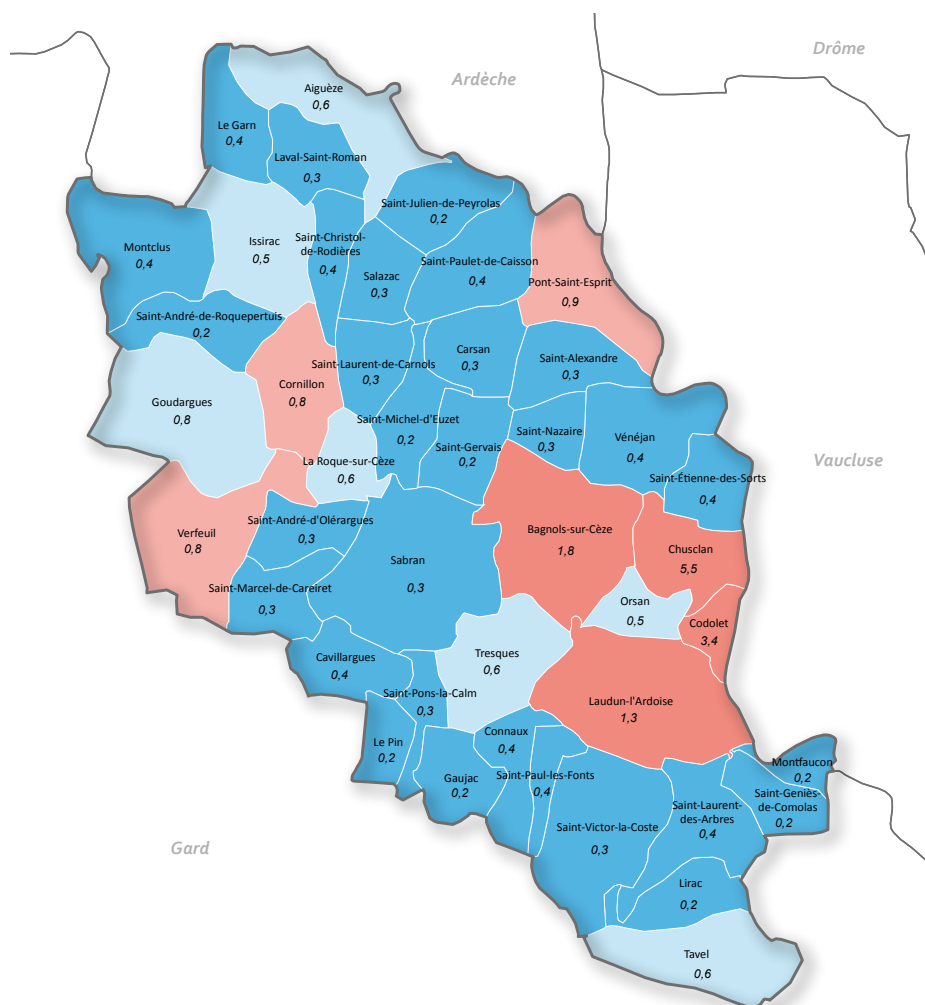 Drôme
Ardèche
Aiguèze
0,6
Le Garn
0,4
Laval-Saint-Roman
0,3
Saint-Julien-de-Peyrolas
0,2
Montclus
0,4
Issirac
0,5
Saint-Christol-
de-Rodières
0,4
Salazac
0,3
Saint-Paulet-de-Caisson
0,4
Pont-Saint-Esprit
0,9
Saint-André-de-Roquepertuis
0,2
Saint-Laurent-de-Carnols
0,3
Carsan
0,3
Saint-Alexandre
0,3
Cornillon
0,8
Goudargues
0,8
Saint-Michel-d'Euzet
0,2
Saint-Gervais
0,2
Saint-Nazaire
0,3
Vénéjan
0,4
La Roque-sur-Cèze
0,6
Saint-Étienne-des-Sorts
0,4
Vaucluse
Verfeuil
0,8
Saint-André-d'Olérargues
0,3
Sabran
0,3
Bagnols-sur-Cèze
1,8
Chusclan
5,5
Saint-Marcel-de-Careiret
0,3
Orsan
0,5
Codolet
3,4
Cavillargues
0,4
Tresques
0,6
Saint-Pons-la-Calm
0,3
Laudun-l'Ardoise
1,3
Le Pin
0,2
Connaux
0,4
Gaujac
0,2
Saint-Paul-les-Fonts
0,4
Montfaucon
0,2
Saint-Geniès-
de-Comolas
0,2
Saint-Laurent-
des-Arbres
0,4
Saint-Victor-la-Coste
0,3
Gard
Lirac
0,2
Tavel
0,6